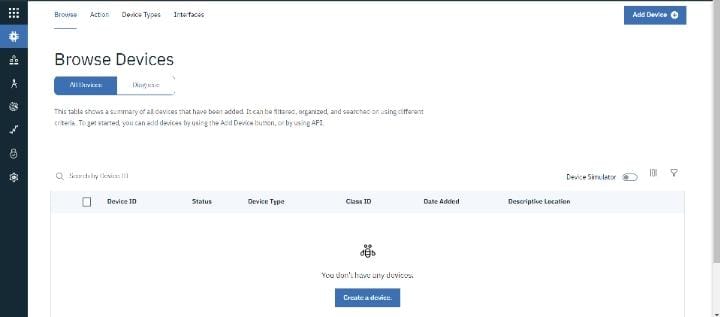 Browse Action Device Types Interfaces Add Device
Browse Devices
All Devices Diagnose
This table shows a summary of all devices that have been added. It can be filtered, organized, and searched on using different
criteria. To get started, you can add devices by using the Add Device button, or by using API.
Search by Device ID Device Simulator
Device ID Status Device Type Class ID Date Added Descriptive Location
You don't have any devices.
Create a device.